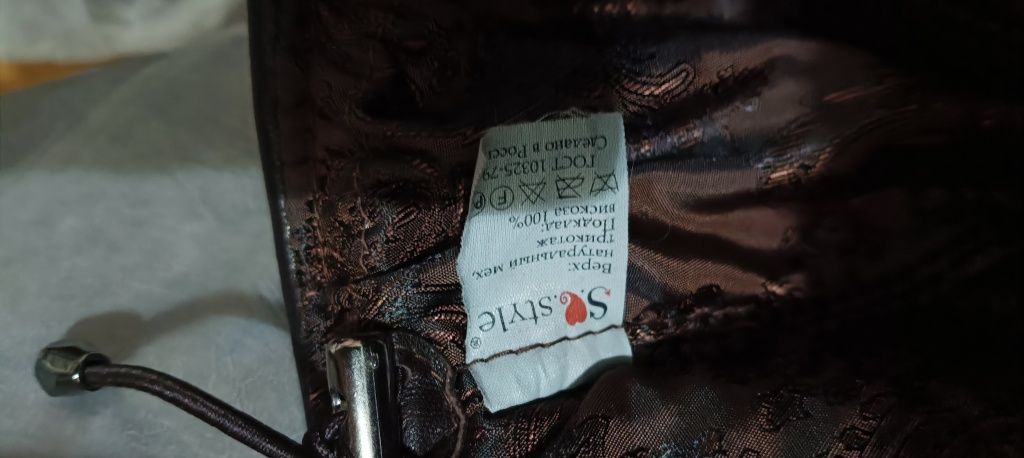 S.style®
Верх:
натуральный мех,
трикотаж
Подклад:
вискоза 100%
P F
ГОСТ 10325-79
Сделано в Росс